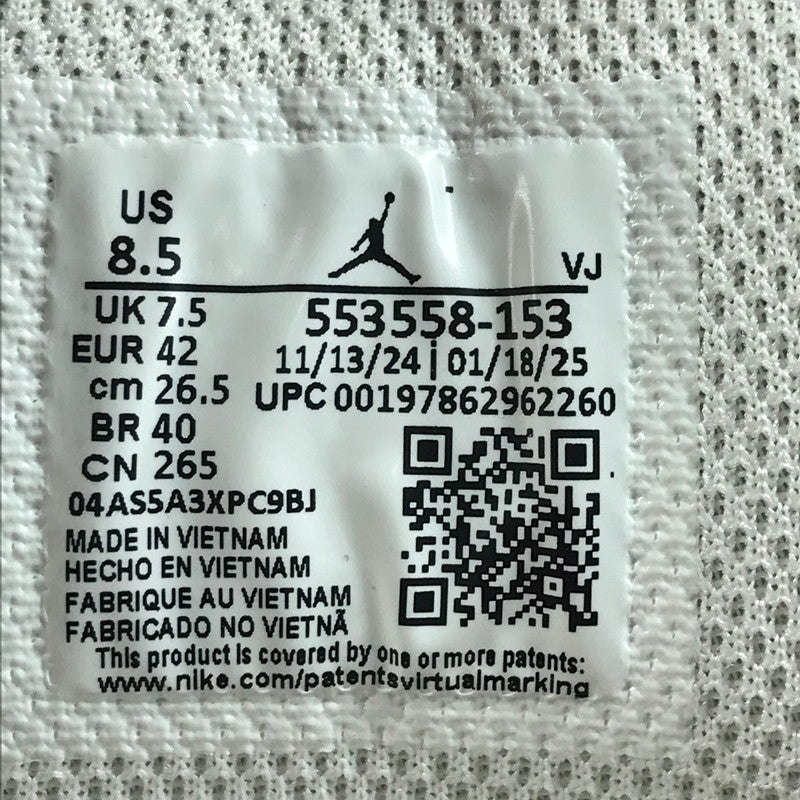 US
8.5
VJ
UK 7.5
EUR 42
cm 26.5
BR 40
CN 265
553558-153
11/13/24 | 01/18/25
UPC 00197862962260
04AS5A3XPC9BJ
MADE IN VIETNAM
HECHO EN VIETNAM
FABRIQUE AU VIETNAM
FABRICADO NO VIETNÃ
This product is covered by one or more patents:
www.nike.com/patentsvirtualmarking